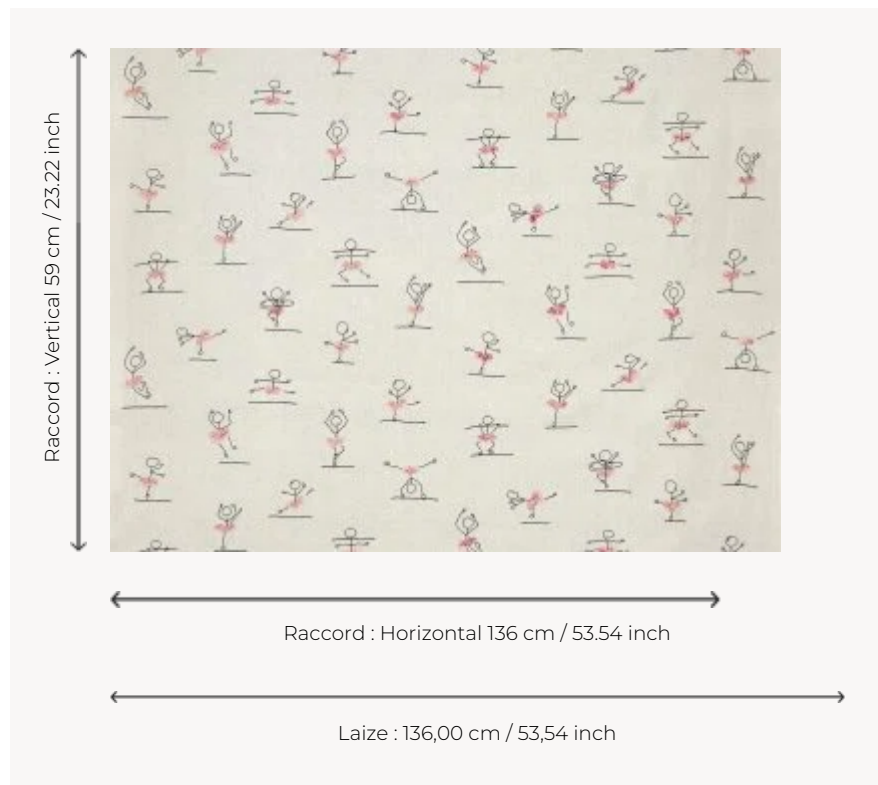 Raccord : Vertical 59 cm / 23.22 inch
Raccord : Horizontal 136 cm / 53.54 inch
Laize : 136,00 cm / 53,54 inch